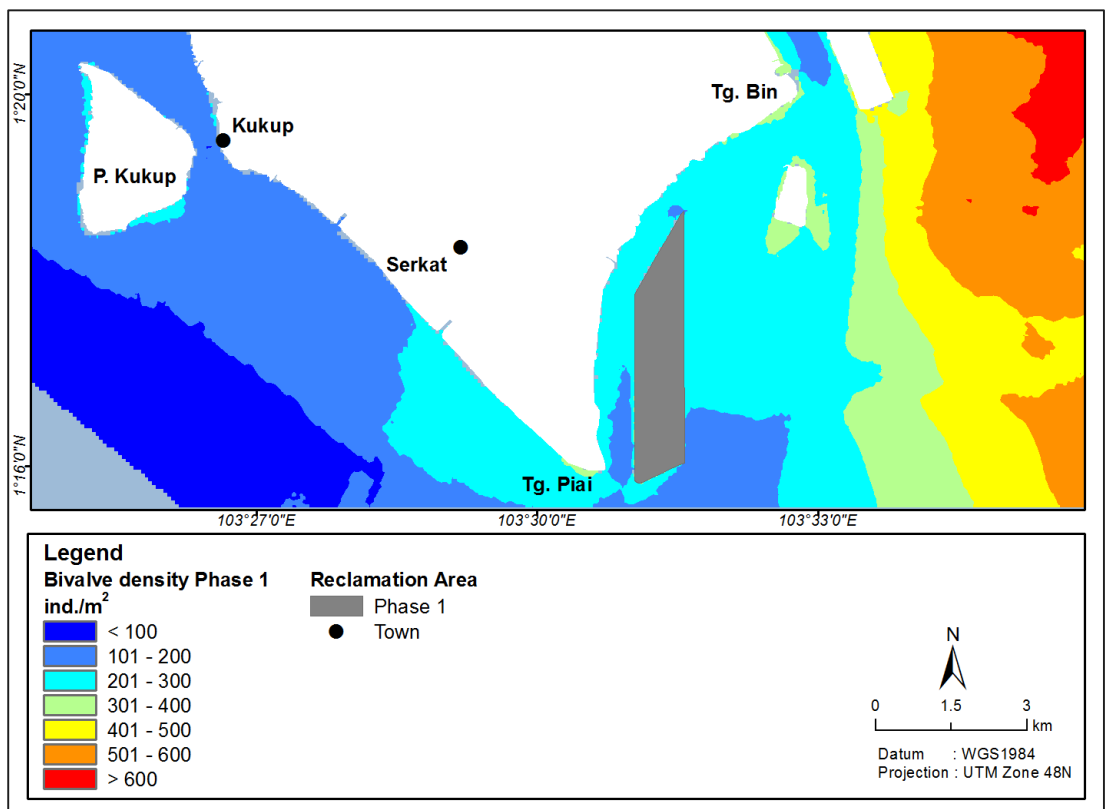 1°20'0"N
1°16'0"N
Tg. Bin
Kukup
P. Kukup
Serkat
Tg. Piai
103°27'0"E
103°30'0"E
103°33'0"E
Legend
Bivalve density Phase 1
ind./m²
< 100
101 - 200
201 - 300
301 - 400
401 - 500
501 - 600
> 600
Reclamation Area
Phase 1
Town
N
0 1.5 3
km
Datum : WGS1984
Projection : UTM Zone 48N